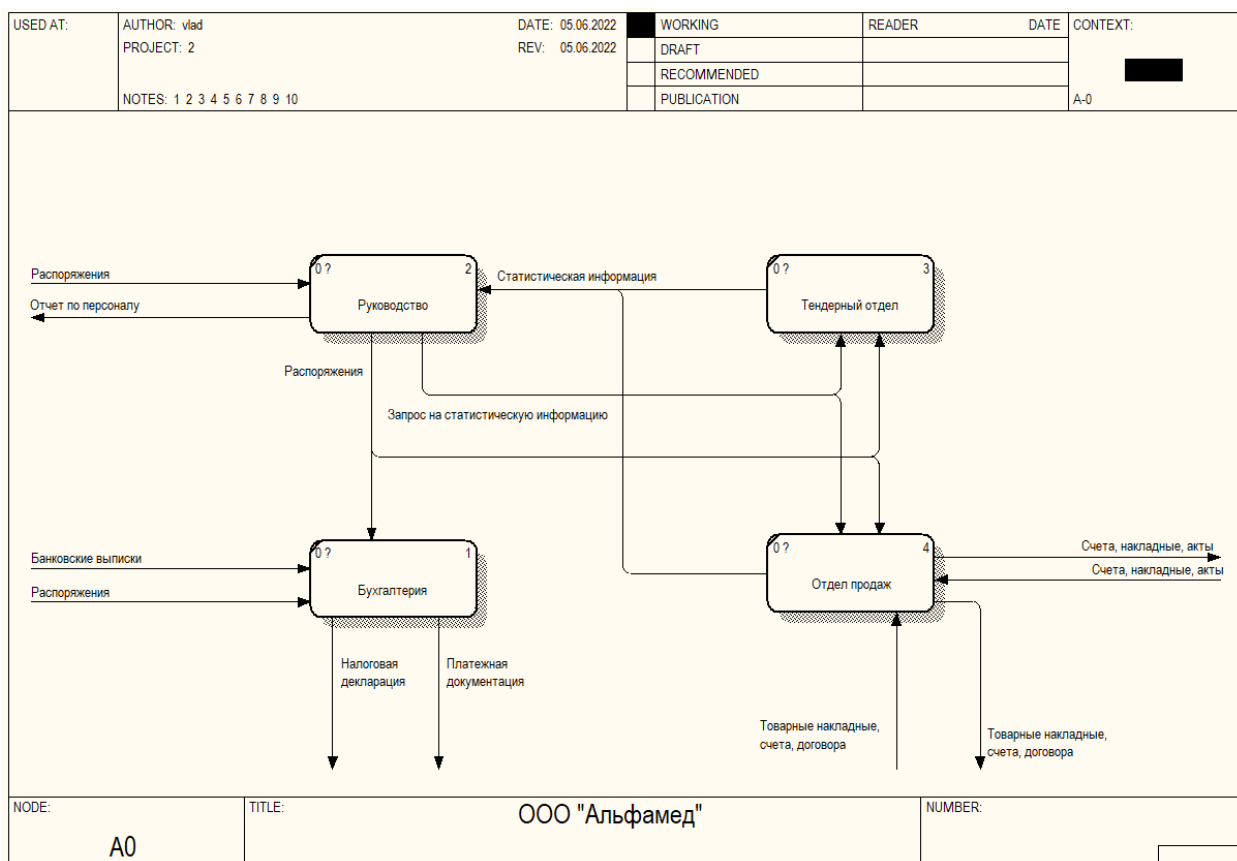 USED AT:
AUTHOR: vlad
DATE: 05.06.2022
WORKING
READER
DATE
CONTEXT:
PROJECT: 2
REV: 05.06.2022
DRAFT
RECOMMENDED
NOTES: 1 2 3 4 5 6 7 8 9 10
PUBLICATION
A-0
0 ?
2
Руководство
0 ?
3
Тендерный отдел
Распоряжения
Отчет по персоналу
Статистическая информация
Распоряжения
Запрос на статистическую информацию
Банковские выписки
Распоряжения
0 ?
1
Бухгалтерия
0 ?
4
Отдел продаж
Счета, накладные, акты
Счета, накладные, акты
Налоговая
декларация
Платежная
документация
Товарные накладные,
счета, договора
Товарные накладные,
счета, договора
NODE:
A0
TITLE:
ООО "Альфамед"
NUMBER: